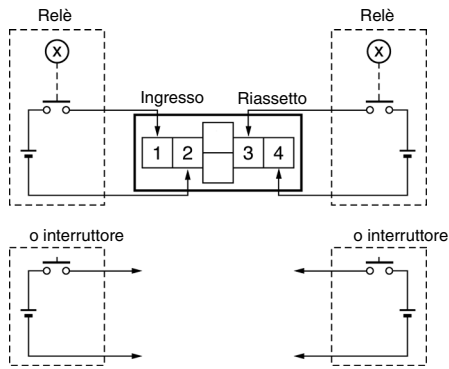 Relè
Relè
X
X
Ingresso
Riassetto
1 2 3 4
o interruttore
o interruttore